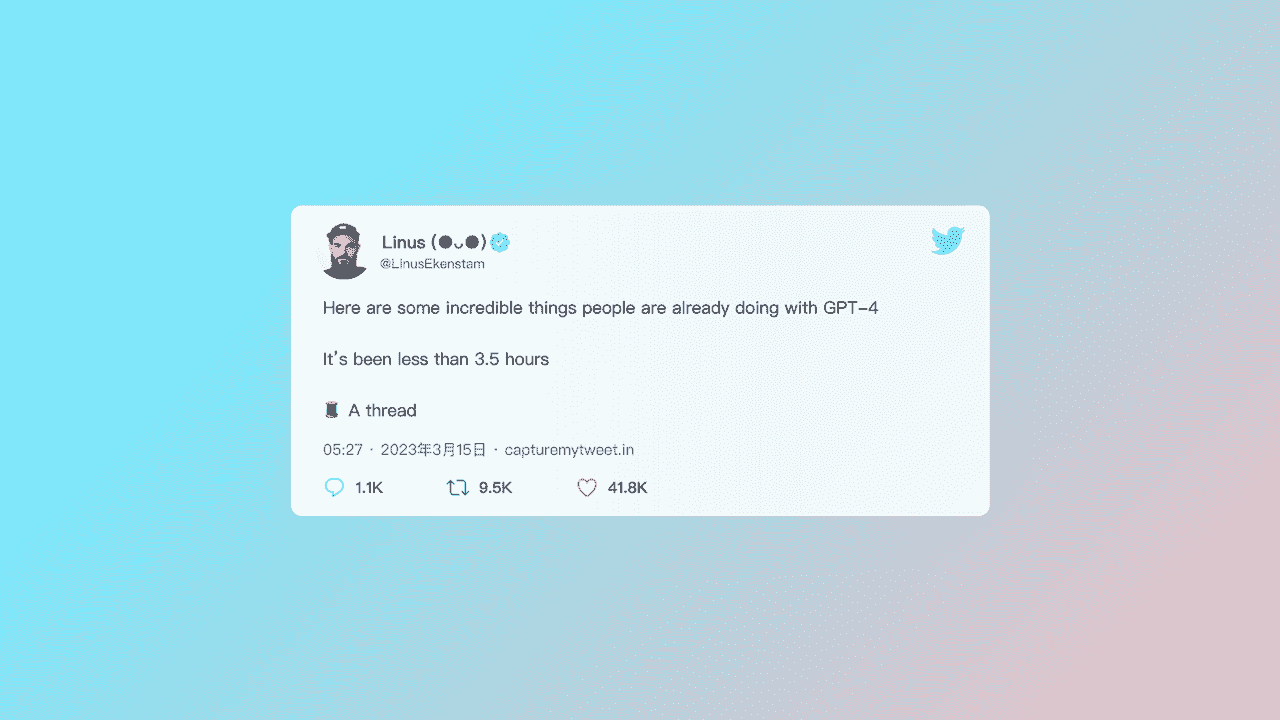 Linus (●ᴗ●)
@LinusEkenstam
Here are some incredible things people are already doing with GPT-4
It's been less than 3.5 hours
🧵 A thread
05:27 · 2023年3月15日 · capturemytweet.in
1.1K 9.5K 41.8K